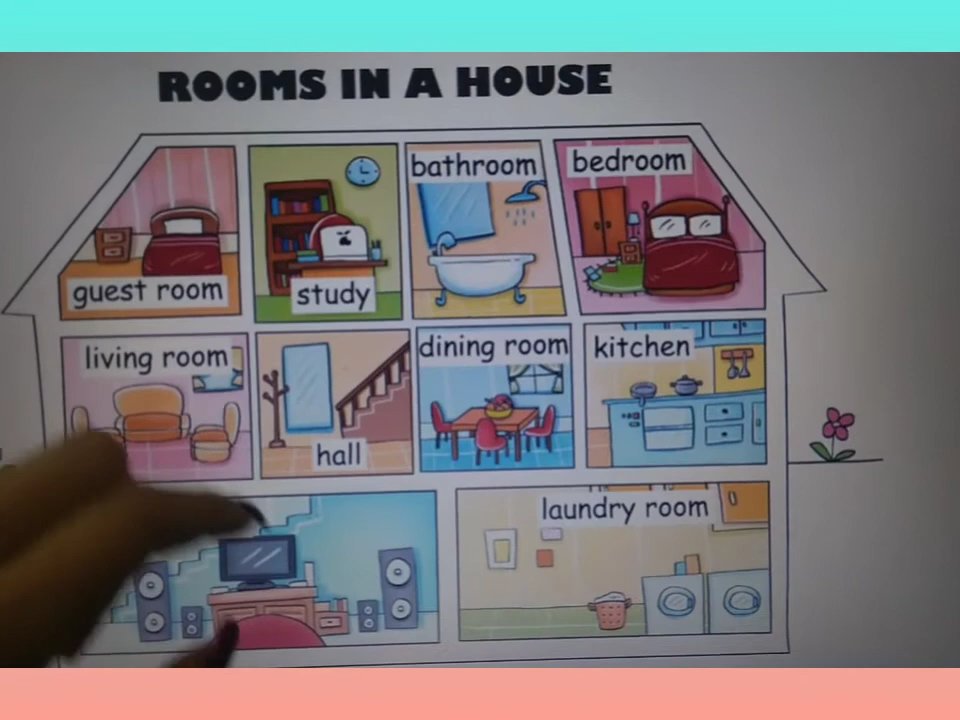 ROOMS IN A HOUSE
bathroom
bedroom
guest room
study
living room
dining room
kitchen
hall
laundry room